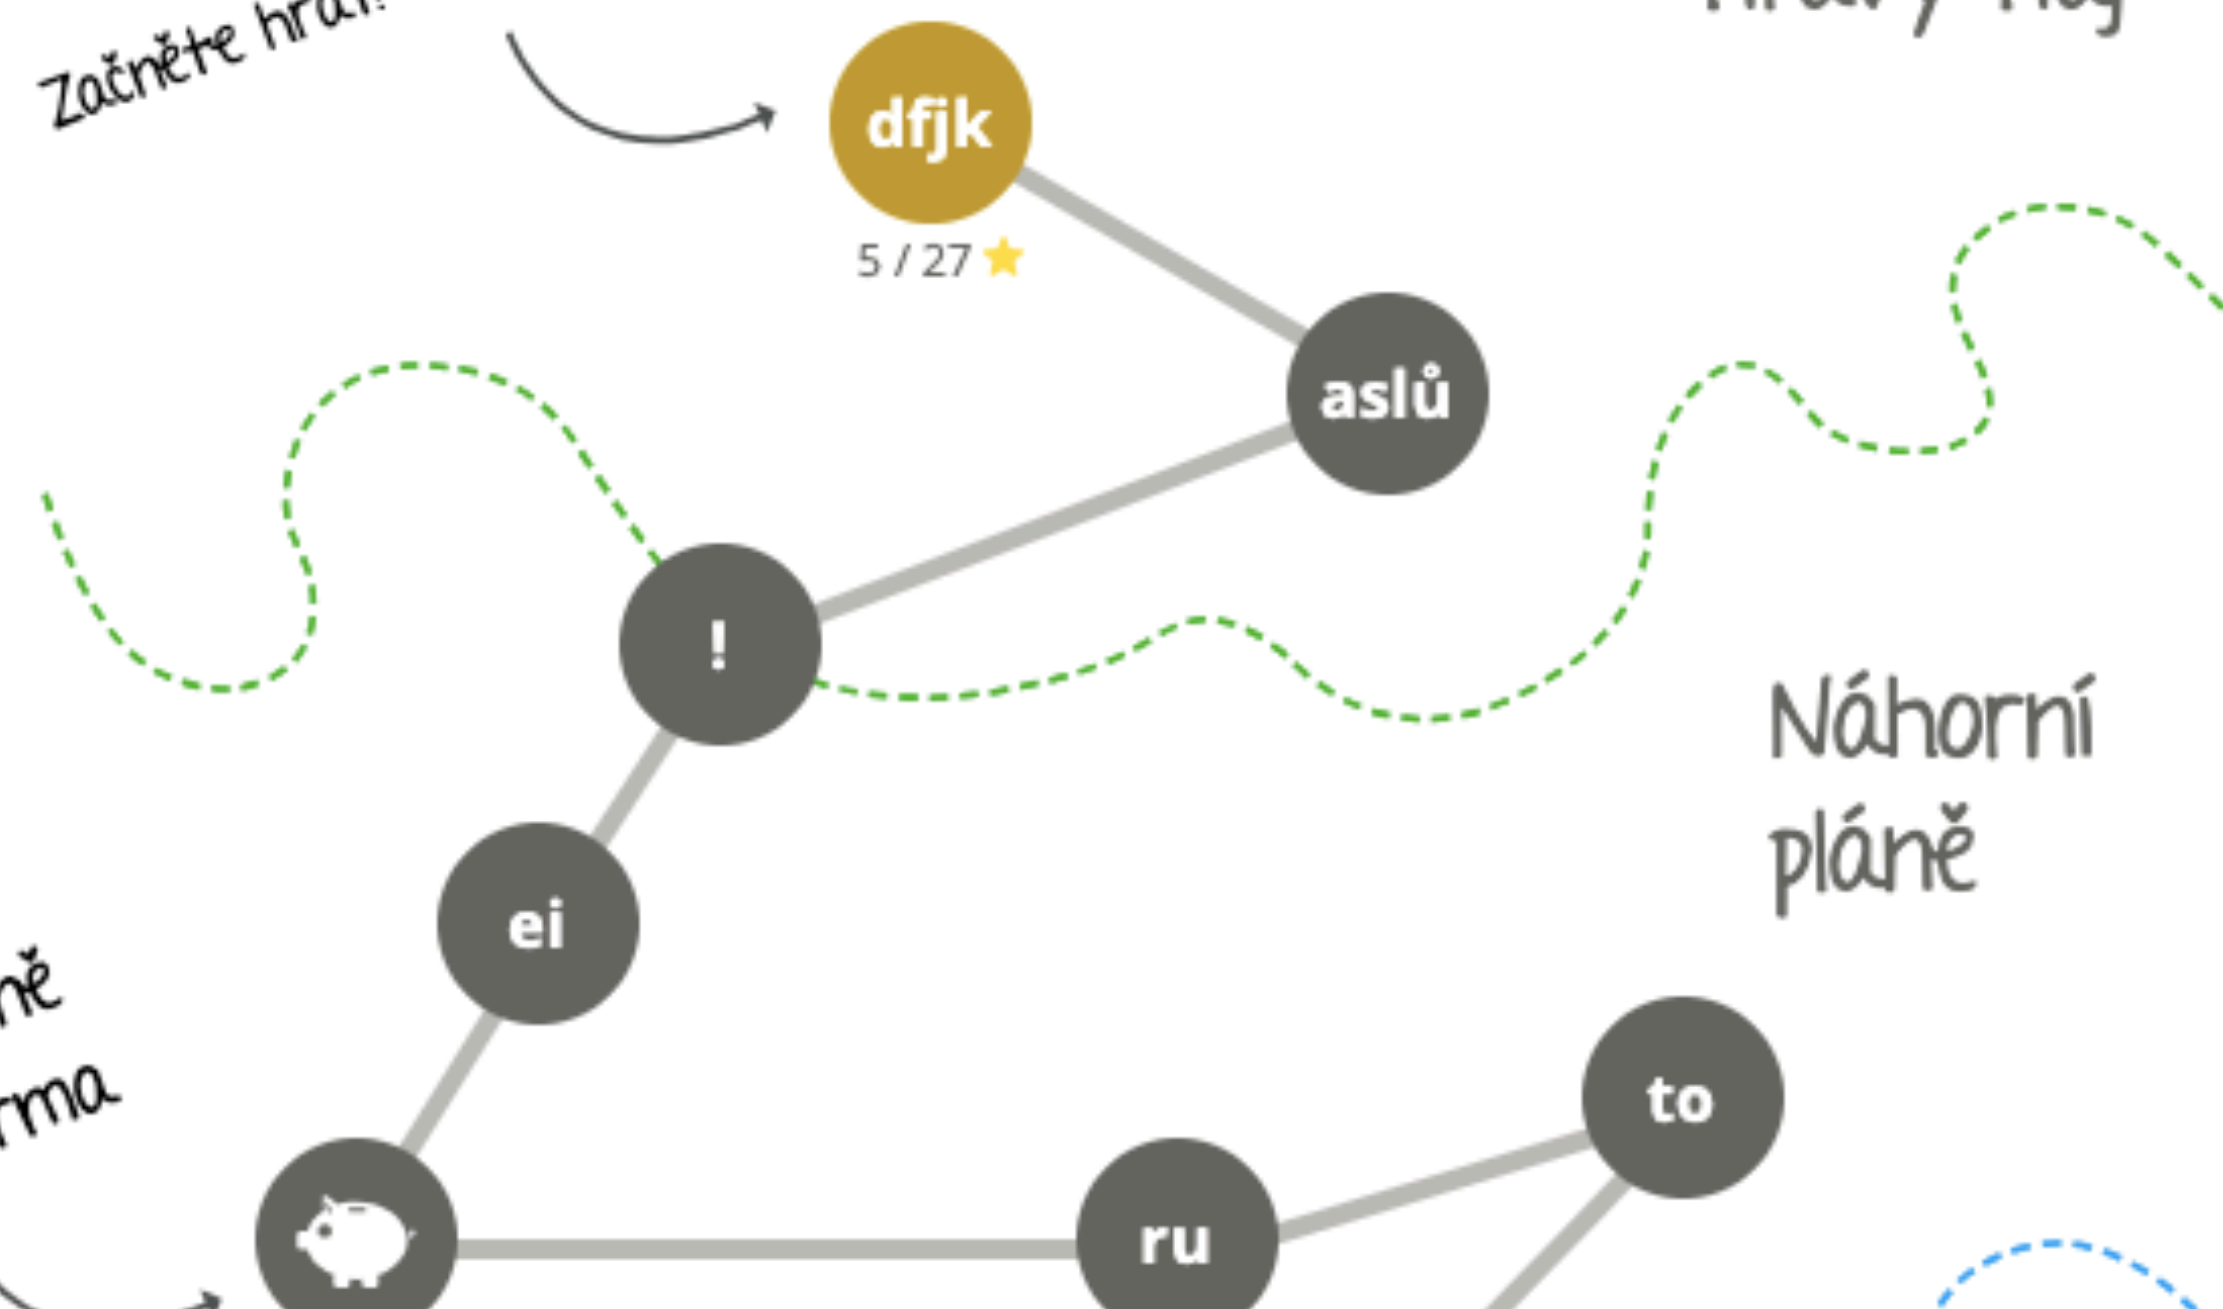 Začněte hrát!
dfjk
5 / 27
aslů
!
Náhorní
pláně
ei
to
ru